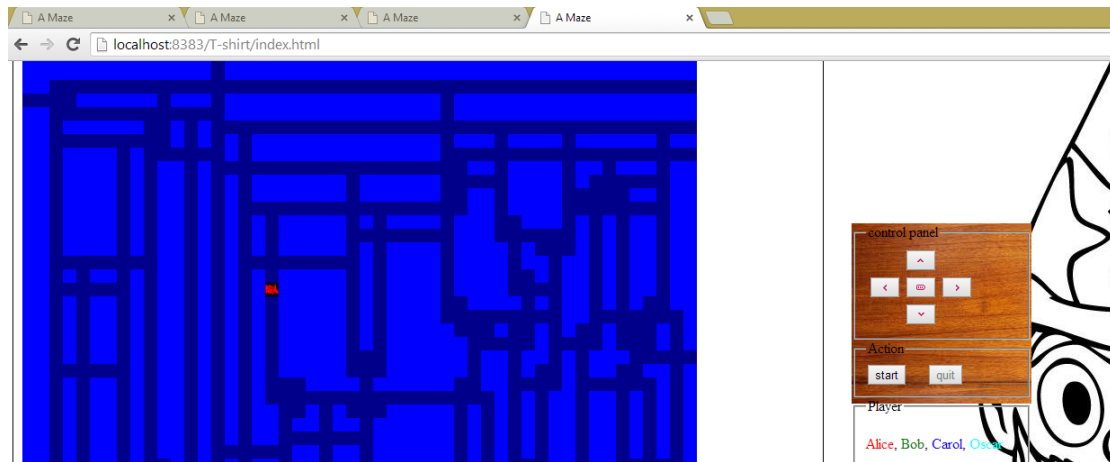 A Maze A Maze A Maze A Maze
localhost:8383/T-shirt/index.html
control panel
Action
start quit
Player
Alice, Bob, Carol, Oscar